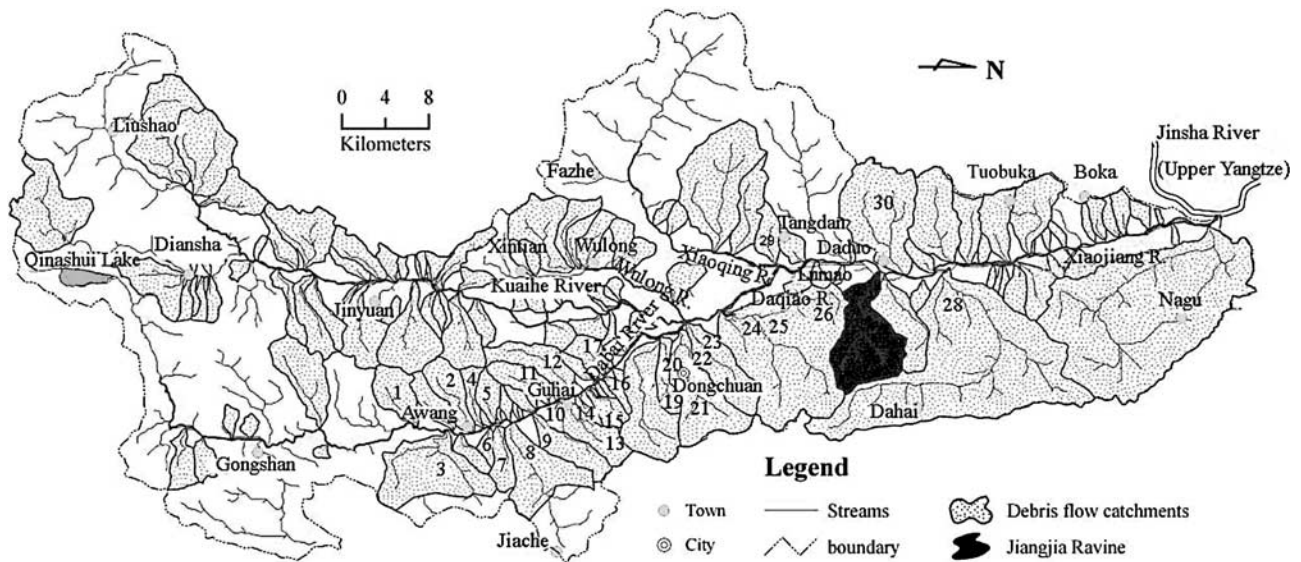 0 4 8
Kilometers
N
Jinsha River
(Upper Yangtze)
Liushao
Fazhe
Tuobuka
Boka
30
Tangdan
29
Diansha
Xintian
Wulong
Xiaoqing R.
Daduo
Xiaojiang R.
Qinashui Lake
Kuaihe River
Wulong R.
Daqiao R.
Nagu
Jinyuan
Dabai River
24
25
26
28
17
23
12
22
20
1
2
4
5
11
Guhai
16
Dongchuan
Awang
10
14
15
19
21
Dahai
6
9
13
3
7
8
Gongshan
Jiache
Legend
Town
Streams
Debris flow catchments
City
boundary
Jiangjia Ravine